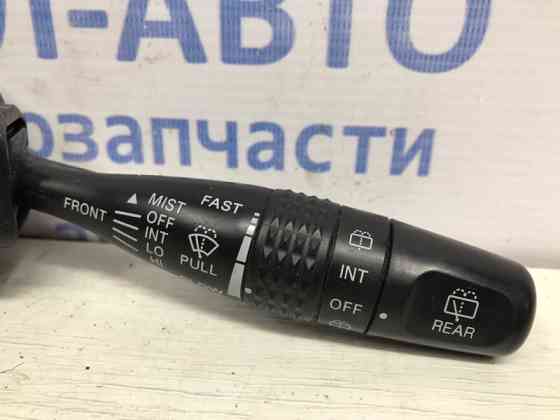 Л-АВТО
озапчасти
FRONT
MIST FAST
OFF
INT
LO
PULL
INT
OFF
REAR